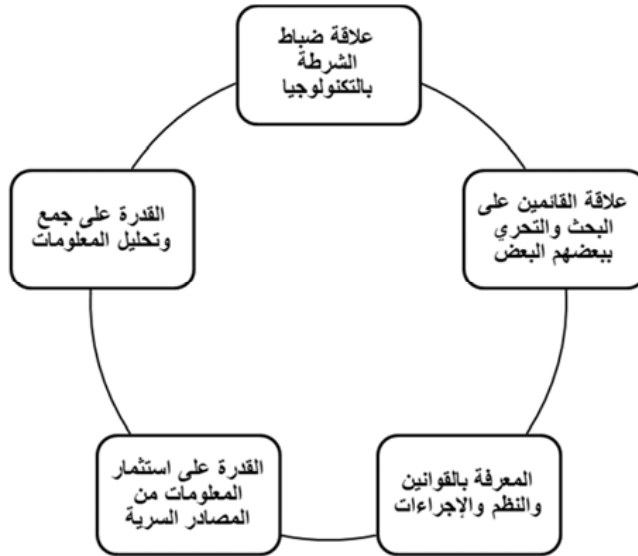 علاقة ضباط
الشرطة
بالتكنولوجيا
علاقة القائمين على
البحث والتحري
ببعضهم البعض
القدرة على جمع
وتحليل المعلومات
المعرفة بالقوانين
والنظم والإجراءات
القدرة على استثمار
المعلومات من
المصادر السرية